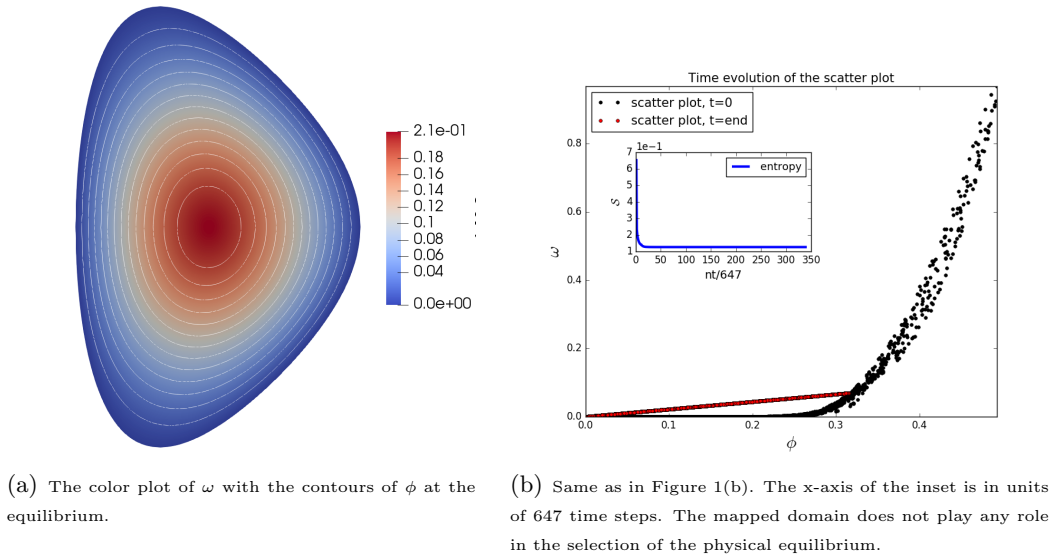 2.1e-01
0.18
0.16
0.14
0.12
0.1
0.08
0.06
0.04
0.0e+00
(a) The color plot of ω with the contours of ϕ at the
equilibrium.
Time evolution of the scatter plot
scatter plot, t=0
scatter plot, t=end
1e−1
entropy
7
6
5
4
3
2
1
S
0 50 100 150 200 250 300 350
nt/647
0.8
0.6
0.4
0.2
0.0
ω
0.0 0.1 0.2 0.3 0.4
ϕ
(b) Same as in Figure 1(b). The x-axis of the inset is in units
of 647 time steps. The mapped domain does not play any role
in the selection of the physical equilibrium.